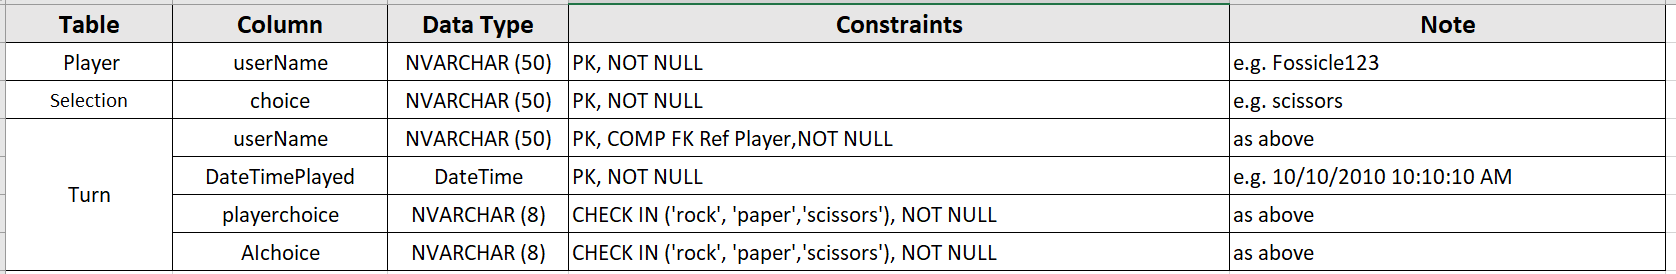 Table Column Data Type Constraints Note
Player userName NVARCHAR (50) PK, NOT NULL e.g. Fossicle123
Selection choice NVARCHAR (50) PK, NOT NULL e.g. scissors
Turn userName NVARCHAR (50) PK, COMP FK Ref Player,NOT NULL as above
DateTimePlayed DateTime PK, NOT NULL e.g. 10/10/2010 10:10:10 AM
playerchoice NVARCHAR (8) CHECK IN ('rock', 'paper','scissors'), NOT NULL as above
AIchoice NVARCHAR (8) CHECK IN ('rock', 'paper','scissors'), NOT NULL as above